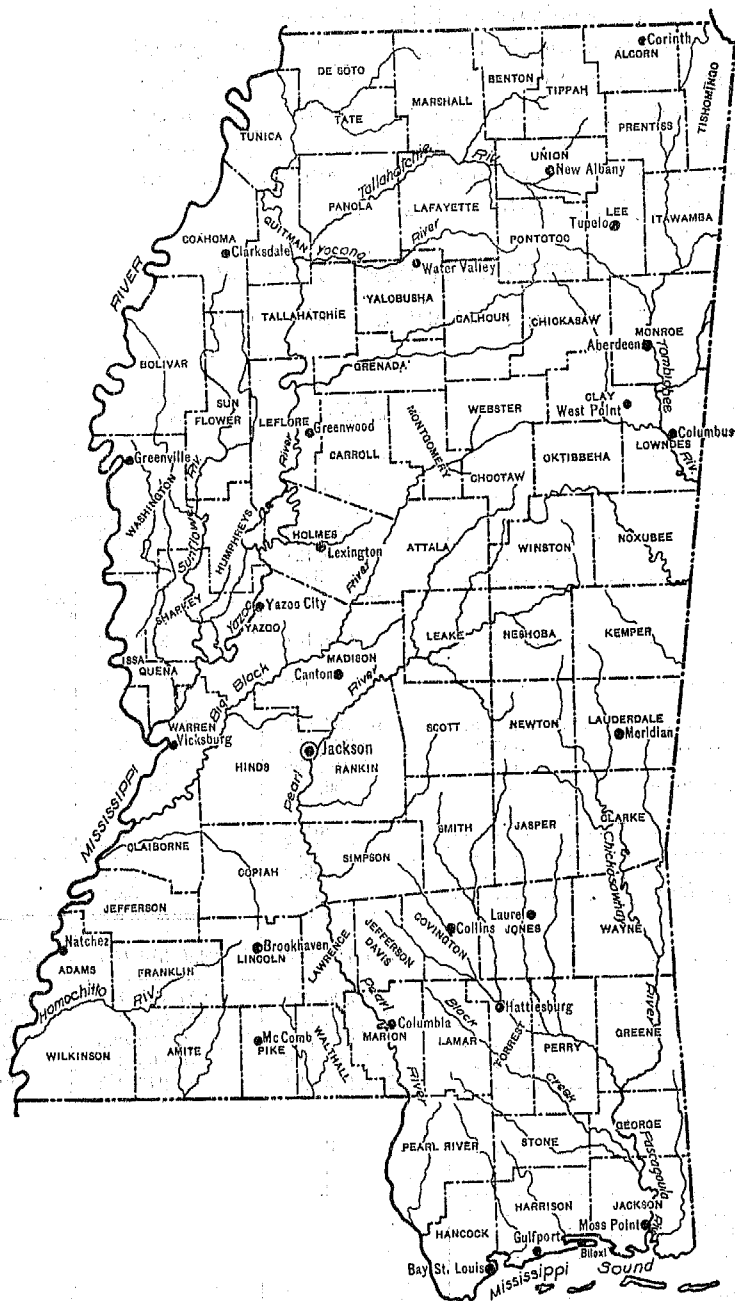 Corinth
ALCORN
DE SOTO
BENTON
TIPPAH
TISHOMINGO
MARSHALL
TATE
PRENTISS
TUNICA
UNION
New Albany
Tallahatchie
Riv.
PANOLA
LAFAYETTE
LEE
Tupelo
ITAWAMBA
QUITMAN
PONTOTOC
COAHOMA
Clarksdale
Yocona
River
Water Valley
RIVER
TALLAHATCHIE
YALOBUSHA
CALHOUN
CHICKASAW
MONROE
Aberdeen
Tombigbee
Riv.
BOLIVAR
GRENADA
SUN
FLOWER
LEFLORE
Greenwood
CARROLL
MONTGOMERY
WEBSTER
CLAY
West Point
Columbus
LOWNDES
OKTIBBEHA
Greenville
River
CHOCTAW
WASHINGTON
Sunflower
Riv.
HUMPHREYS
HOLMES
Lexington
ATTALA
WINSTON
NOXUBEE
River
SHARKEY
Yazoo
Yazoo City
YAZOO
LEAKE
NESHOBA
KEMPER
ISSA
QUENA
MADISON
Canton
Big Black
River
WARREN
Vicksburg
SCOTT
NEWTON
LAUDERDALE
Meridian
Jackson
HINDS
RANKIN
Pearl
MISSISSIPPI
CLAIBORNE
SMITH
JASPER
CLARKE
Chickasawhay
COPIAH
SIMPSON
JEFFERSON
Natchez
ADAMS
FRANKLIN
Brookhaven
LINCOLN
LAWRENCE
JEFFERSON
DAVIS
COVINGTON
Collins
Laurel
JONES
WAYNE
Homochitto
Riv.
Pearl
Hattiesburg
River
WILKINSON
AMITE
McComb
PIKE
WALTHALL
Columbia
MARION
Black
LAMAR
FORREST
PERRY
GREENE
River
Creek
GEORGE
PEARL RIVER
STONE
Pascagoula
Riv.
HANCOCK
HARRISON
JACKSON
Moss Point
Gulfport
Biloxi
Bay St. Louis
Mississippi Sound